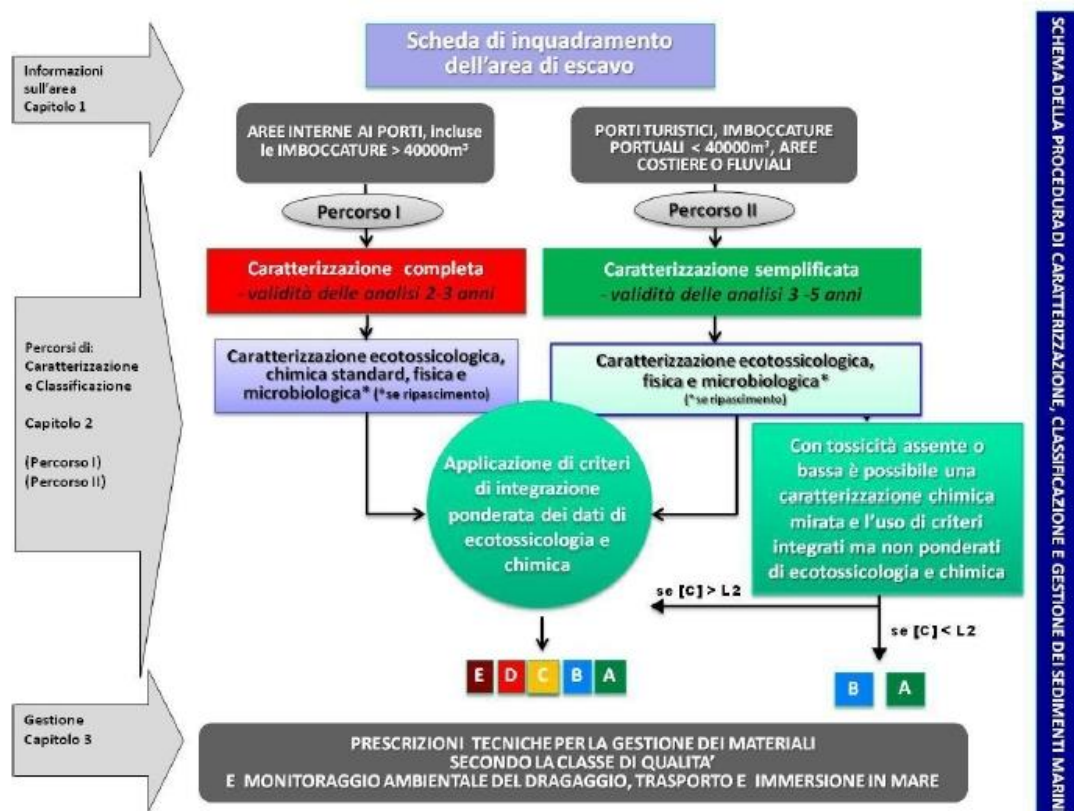 Scheda di inquadramento
dell'area di escavo
Informazioni
sull'area
Capitolo 1
AREE INTERNE AI PORTI, incluse
le IMBOCCATURE > 40000m³
PORTI TURISTICI, IMBOCCATURE
PORTUALI < 40000m³, AREE
COSTIERE O FLUVIALI
Percorso I
Percorso II
Caratterizzazione completa
- validità delle analisi 2-3 anni
Caratterizzazione semplificata
- validità delle analisi 3 -5 anni
Percorsi di:
Caratterizzazione
e Classificazione
Capitolo 2
(Percorso I)
(Percorso II)
Caratterizzazione ecotossicologica,
chimica standard, fisica e
microbiologica* (*se ripascimento)
Caratterizzazione ecotossicologica,
fisica e microbiologica*
(*se ripascimento)
Applicazione di criteri
di integrazione
ponderata dei dati di
ecotossicologia e
chimica
Con tossicità assente o
bassa è possibile una
caratterizzazione chimica
mirata e l'uso di criteri
integrati ma non ponderati
di ecotossicologia e chimica
se [C] > L2
se [C] < L2
E D C B A
B A
Gestione
Capitolo 3
PRESCRIZIONI TECNICHE PER LA GESTIONE DEI MATERIALI
SECONDO LA CLASSE DI QUALITA'
E MONITORAGGIO AMBIENTALE DEL DRAGAGGIO, TRASPORTO E IMMERSIONE IN MARE
SCHEMA DELLA PROCEDURA DI CARATTERIZZAZIONE, CLASSIFICAZIONE E GESTIONE DEI SEDIMENTI MARIN